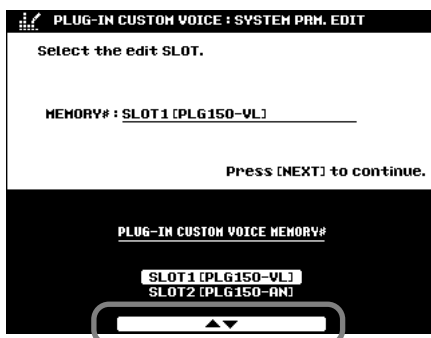 PLUG-IN CUSTOM VOICE : SYSTEM PRM. EDIT
Select the edit SLOT.
MEMORY# : SLOT1 [PLG150-VL]
Press [NEXT] to continue.
PLUG-IN CUSTOM VOICE MEMORY#
SLOT1 [PLG150-VL]
SLOT2 [PLG150-AN]
▲▼